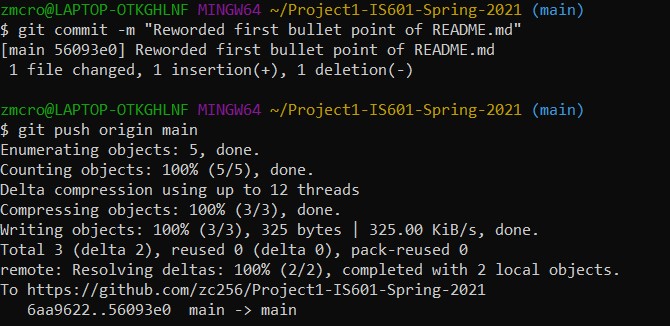 zmcro@LAPTOP-OTKGHLNF MINGW64 ~/Project1-IS601-Spring-2021 (main)
$ git commit -m "Reworded first bullet point of README.md"
[main 56093e0] Reworded first bullet point of README.md
 1 file changed, 1 insertion(+), 1 deletion(-)

zmcro@LAPTOP-OTKGHLNF MINGW64 ~/Project1-IS601-Spring-2021 (main)
$ git push origin main
Enumerating objects: 5, done.
Counting objects: 100% (5/5), done.
Delta compression using up to 12 threads
Compressing objects: 100% (3/3), done.
Writing objects: 100% (3/3), 325 bytes | 325.00 KiB/s, done.
Total 3 (delta 2), reused 0 (delta 0), pack-reused 0
remote: Resolving deltas: 100% (2/2), completed with 2 local objects.
To https://github.com/zc256/Project1-IS601-Spring-2021
   6aa9622..56093e0  main -> main